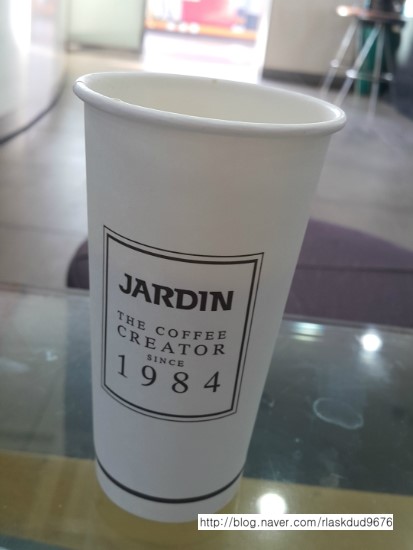 JARDIN
THE COFFEE
CREATOR
SINCE
1984
http://blog.naver.com/rlaskdud9676